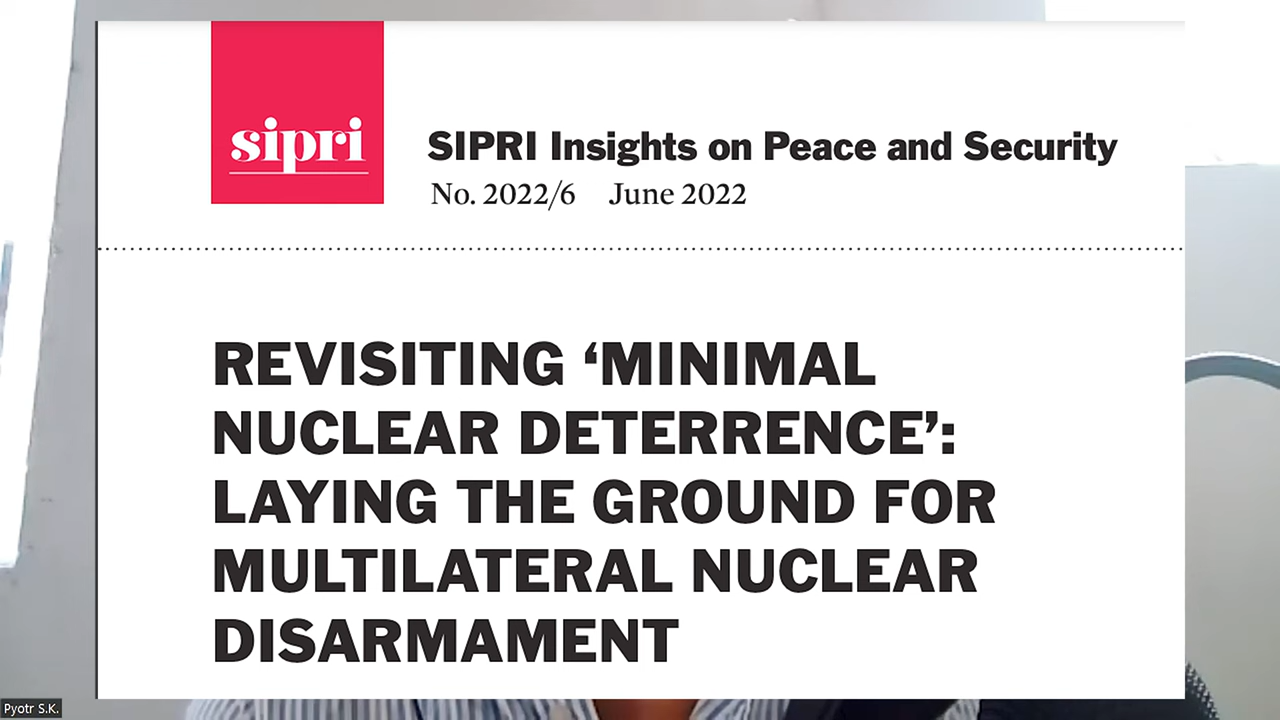 sipri
SIPRI Insights on Peace and Security
No. 2022/6 June 2022
REVISITING ‘MINIMAL
NUCLEAR DETERRENCE’:
LAYING THE GROUND FOR
MULTILATERAL NUCLEAR
DISARMAMENT
Pyotr S.K.